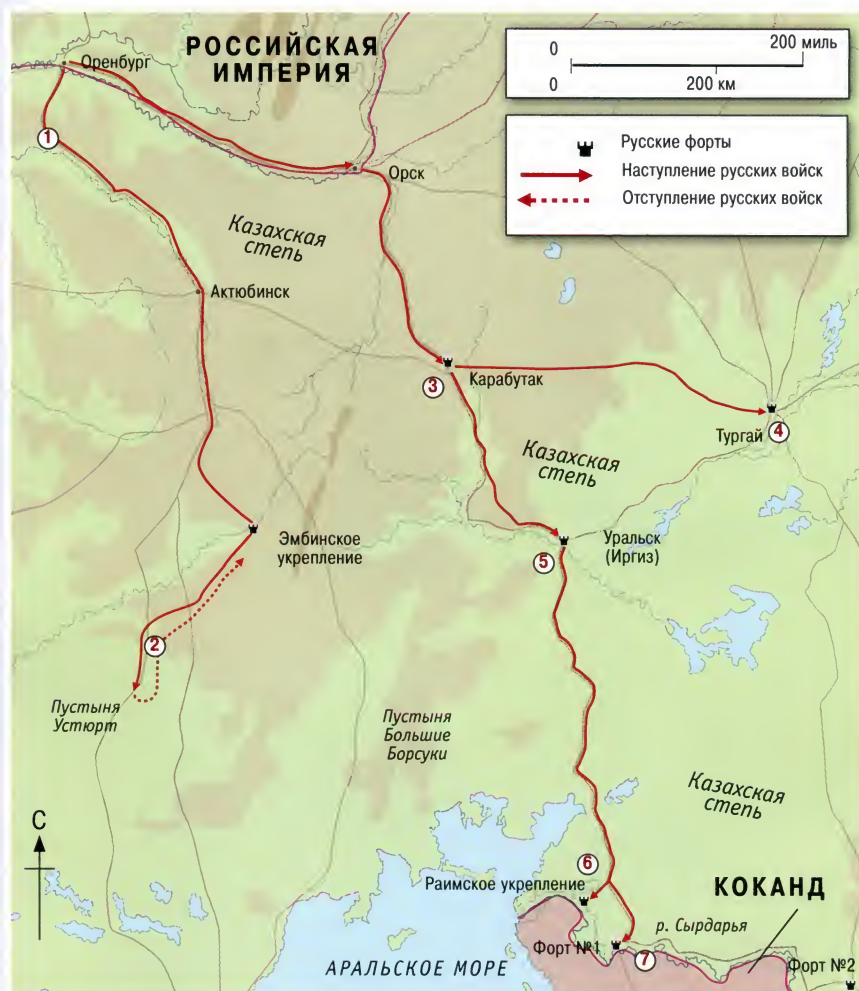 РОССИЙСКАЯ
ИМПЕРИЯ
Оренбург
0 200 миль
0 200 км
Русские форты
Наступление русских войск
Отступление русских войск
1
Орск
Казахская
степь
Актюбинск
3
Карабутак
Тургай
4
Казахская
степь
Эмбинское
укрепление
Уральск
(Иргиз)
5
2
Пустыня
Устюрт
Пустыня
Большие
Борсуки
Казахская
степь
С
6
Раимское укрепление
КОКАНД
р. Сырдарья
Форт №1
7
Форт №2
АРАЛЬСКОЕ МОРЕ